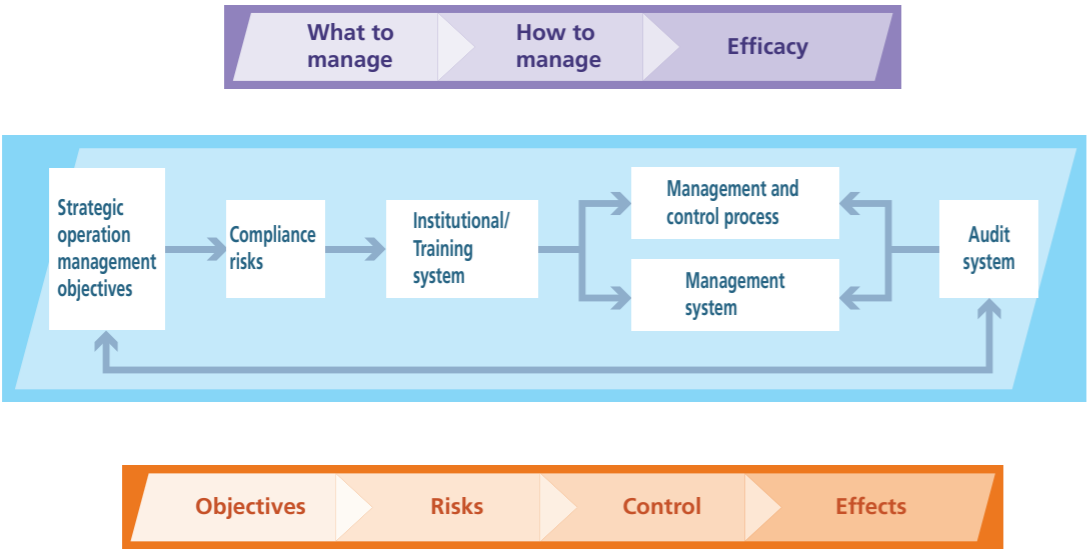 What to
manage
How to
manage
Efficacy
Strategic
operation
management
objectives
Compliance
risks
Institutional/
Training
system
Management and
control process
Management
system
Audit
system
Objectives
Risks
Control
Effects